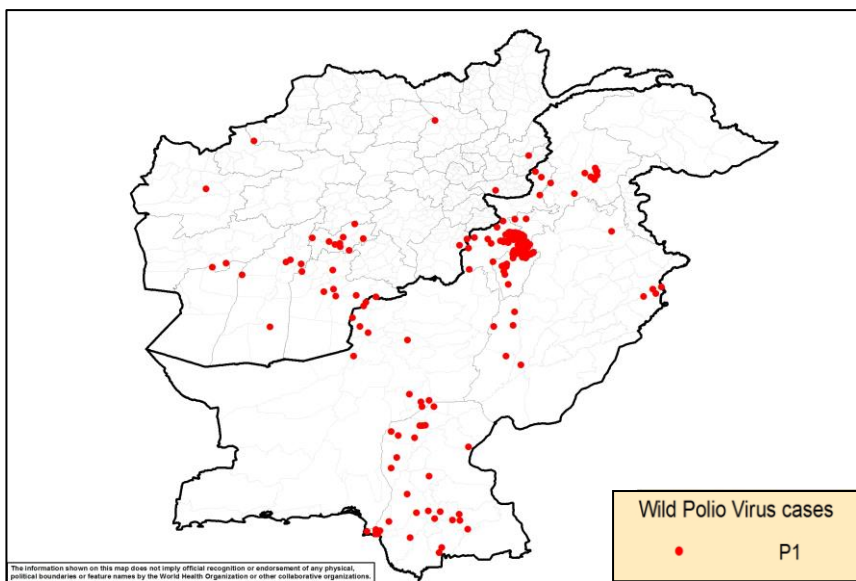 Wild Polio Virus cases
P1
The information shown on this map does not imply official recognition or endorsement of any physical,
political boundaries or feature names by the World Health Organization or other collaborative organizations.